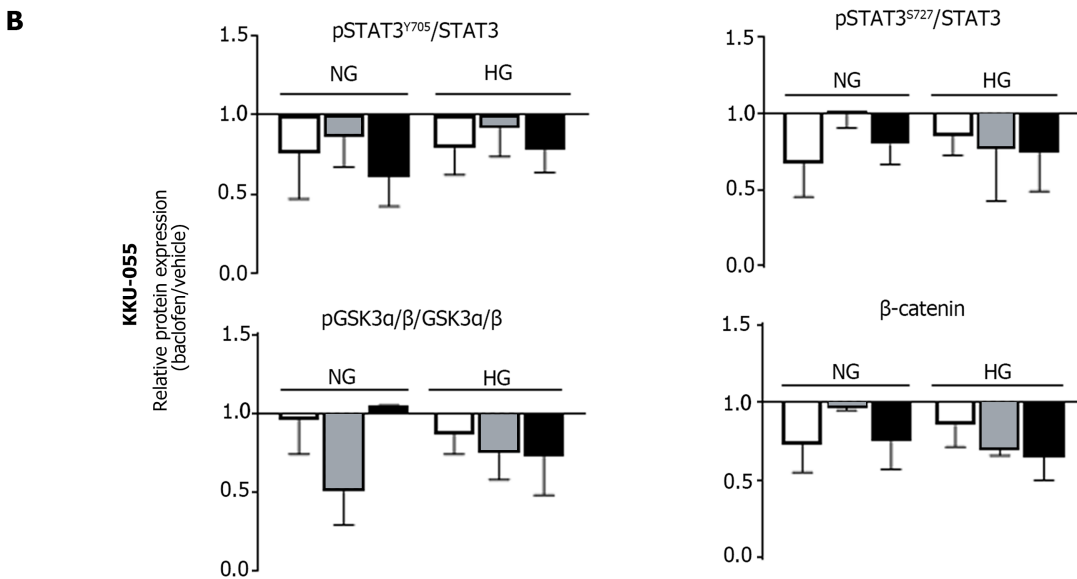 B
KKU-055
Relative protein expression
(baclofen/vehicle)
pSTAT3Y705/STAT3
1.5
NG
HG
1.0
0.5
0.0
pSTAT3S727/STAT3
1.5
NG
HG
1.0
0.5
0.0
pGSK3α/β/GSK3α/β
1.5
NG
HG
1.0
0.5
0.0
β-catenin
1.5
NG
HG
1.0
0.5
0.0